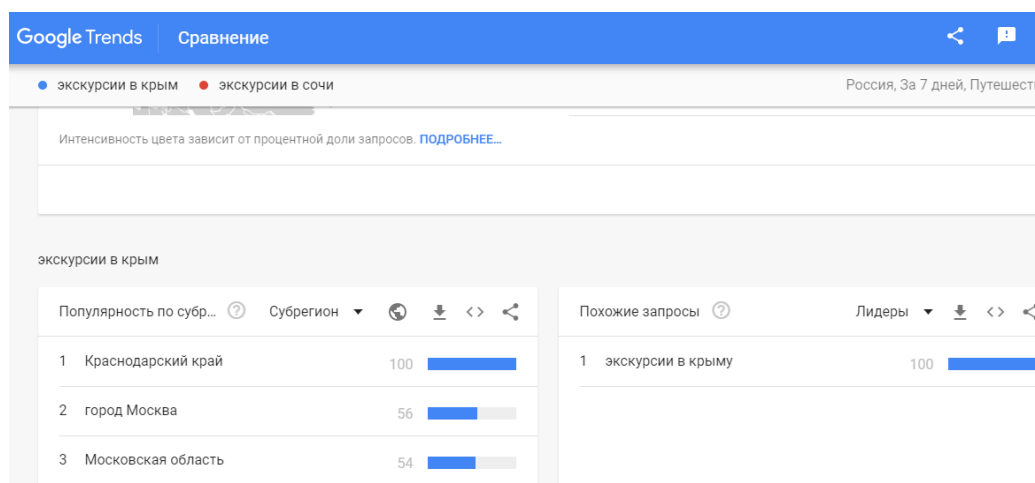 Google Trends Сравнение
экскурсии в крым экскурсии в сочи Россия, За 7 дней, Путешест
Интенсивность цвета зависит от процентной доли запросов. ПОДРОБНЕЕ...
экскурсии в крым
Популярность по субр... ? Субрегион
1 Краснодарский край 100
2 город Москва 56
3 Московская область 54
Похожие запросы ? Лидеры
1 экскурсии в крыму 100